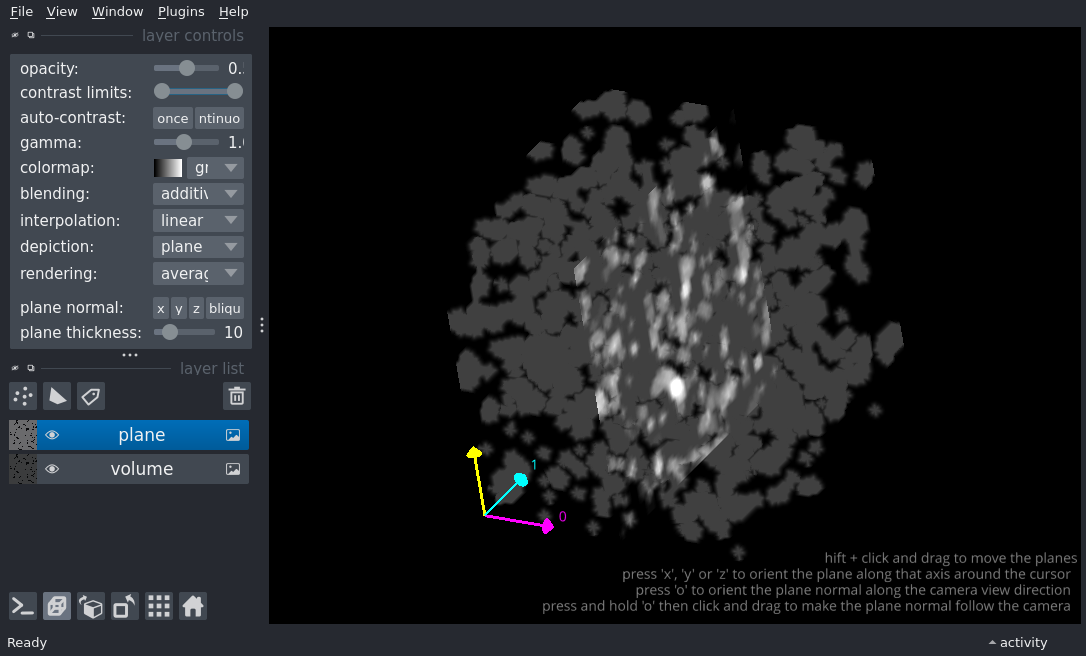 File View Window Plugins Help
layer controls
opacity: 0.
contrast limits:
auto-contrast: once ntinuo
gamma: 1.
colormap: gr
blending: additiv
interpolation: linear
depiction: plane
rendering: averag
plane normal: x y z bliqu
plane thickness: 10
layer list
plane
volume
1
0
hift + click and drag to move the planes
press 'x', 'y' or 'z' to orient the plane along that axis around the cursor
press 'o' to orient the plane normal along the camera view direction
press and hold 'o' then click and drag to make the plane normal follow the camera
Ready
activity